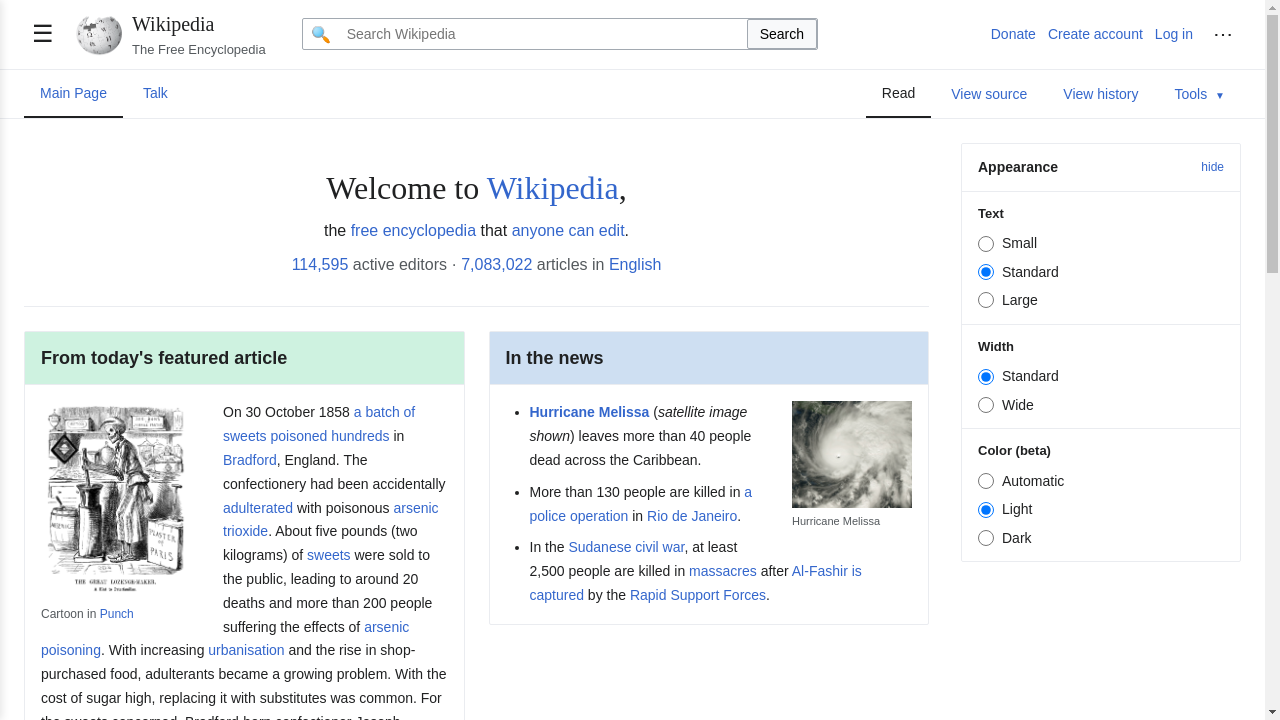 ☰
Wikipedia
The Free Encyclopedia
🔍 Search Wikipedia
Search
Donate Create account Log in ⋯
Main Page Talk
Read View source View history Tools ▼
Welcome to Wikipedia,
the free encyclopedia that anyone can edit.
114,595 active editors · 7,083,022 articles in English
From today's featured article
THE GREAT LOZENGE-MAKER.
Cartoon in Punch
On 30 October 1858 a batch of
sweets poisoned hundreds in
Bradford, England. The
confectionery had been accidentally
adulterated with poisonous arsenic
trioxide. About five pounds (two
kilograms) of sweets were sold to
the public, leading to around 20
deaths and more than 200 people
suffering the effects of arsenic
poisoning. With increasing urbanisation and the rise in shop-
purchased food, adulterants became a growing problem. With the
cost of sugar high, replacing it with substitutes was common. For
the sweets concerned, Bradford-born confectioner Joseph
In the news
• Hurricane Melissa (satellite image
shown) leaves more than 40 people
dead across the Caribbean.
• More than 130 people are killed in a
police operation in Rio de Janeiro.
• In the Sudanese civil war, at least
2,500 people are killed in massacres after Al-Fashir is
captured by the Rapid Support Forces.
Hurricane Melissa
Appearance hide
Text
Small
Standard
Large
Width
Standard
Wide
Color (beta)
Automatic
Light
Dark